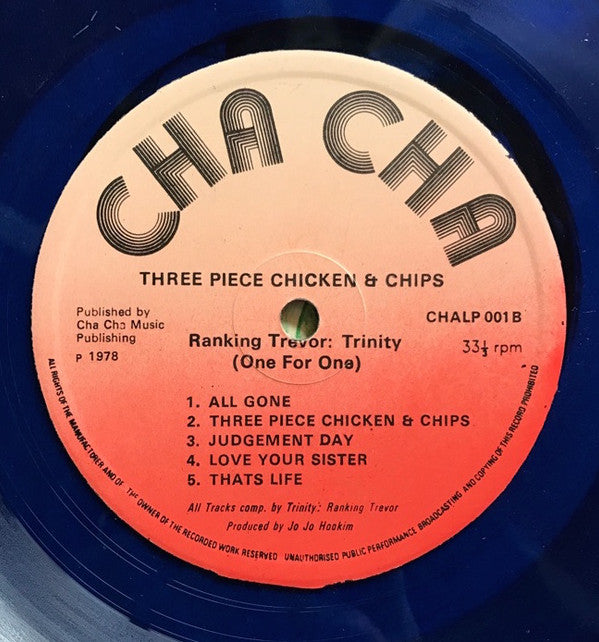 CHA CHA
THREE PIECE CHICKEN & CHIPS
Published by
Cha Cha Music
Publishing
P 1978
CHALP 001B
33⅓ rpm
Ranking Trevor: Trinity
(One For One)
1. ALL GONE
2. THREE PIECE CHICKEN & CHIPS
3. JUDGEMENT DAY
4. LOVE YOUR SISTER
5. THATS LIFE
All Tracks comp. by Trinity: Ranking Trevor
Produced by Jo Jo Hookim
ALL RIGHTS OF THE MANUFACTORER AND OF THE OWNER OF THE RECORDED WORK RESERVED UNAUTHORISED PUBLIC PERFORMANCE BROADCASTING AND COPYING OF THIS RECORD PROHIBITED